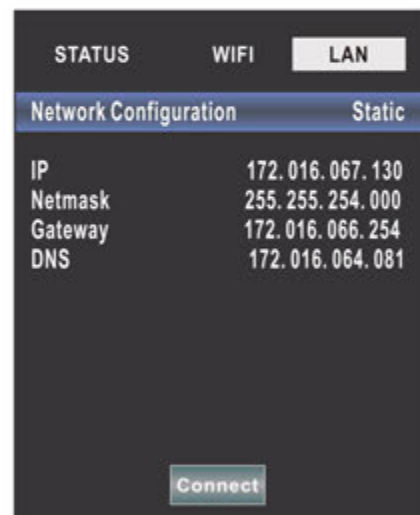 STATUS WIFI LAN
Network Configuration Static
IP 172. 016. 067. 130
Netmask 255. 255. 254. 000
Gateway 172. 016. 066. 254
DNS 172. 016. 064. 081
Connect